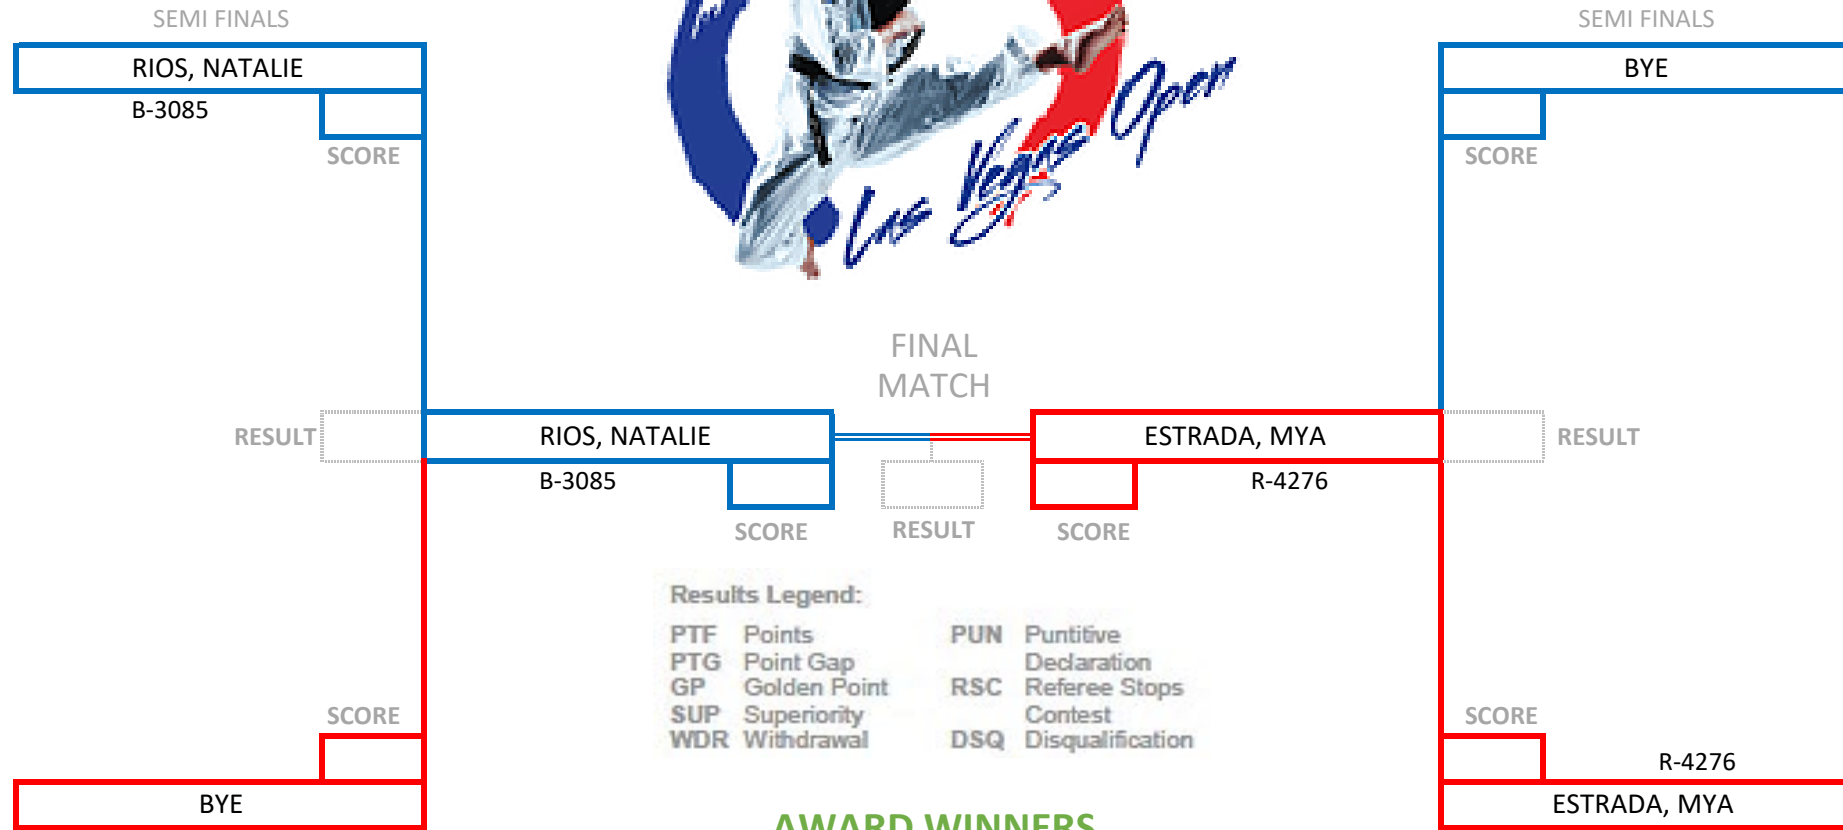 SEMI FINALS
SEMI FINALS
RIOS, NATALIE
BYE
B-3085
SCORE
SCORE
Las Vegas Open
FINAL
MATCH
RESULT
RIOS, NATALIE
ESTRADA, MYA
RESULT
B-3085
R-4276
SCORE
RESULT
SCORE
Results Legend:
PTF Points
PTG Point Gap
GP Golden Point
SUP Superiority
WDR Withdrawal
PUN Puntitive
Declaration
RSC Referee Stops
Contest
DSQ Disqualification
SCORE
SCORE
R-4276
BYE
ESTRADA, MYA
AWARD WINNERS